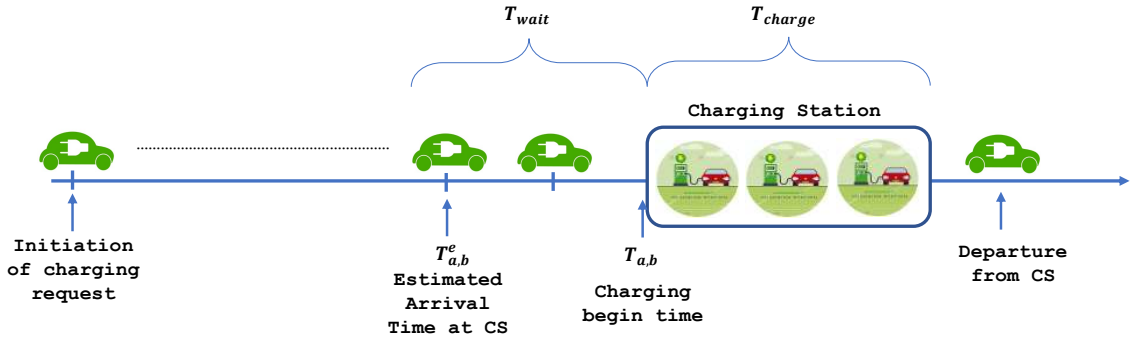 T_wait
T_charge
Charging Station
Initiation
of charging
request
T^e_a,b
Estimated
Arrival
Time at CS
T_a,b
Charging
begin time
Departure
from CS